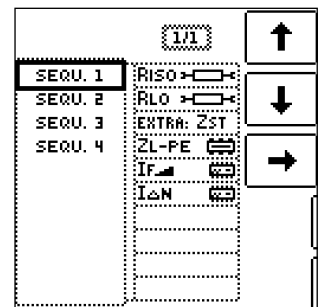 1/1
SEQU. 1 RISO
SEQU. 2 RLO
SEQU. 3 EXTRA: ZST
SEQU. 4 ZL-PE
IF
IΔN